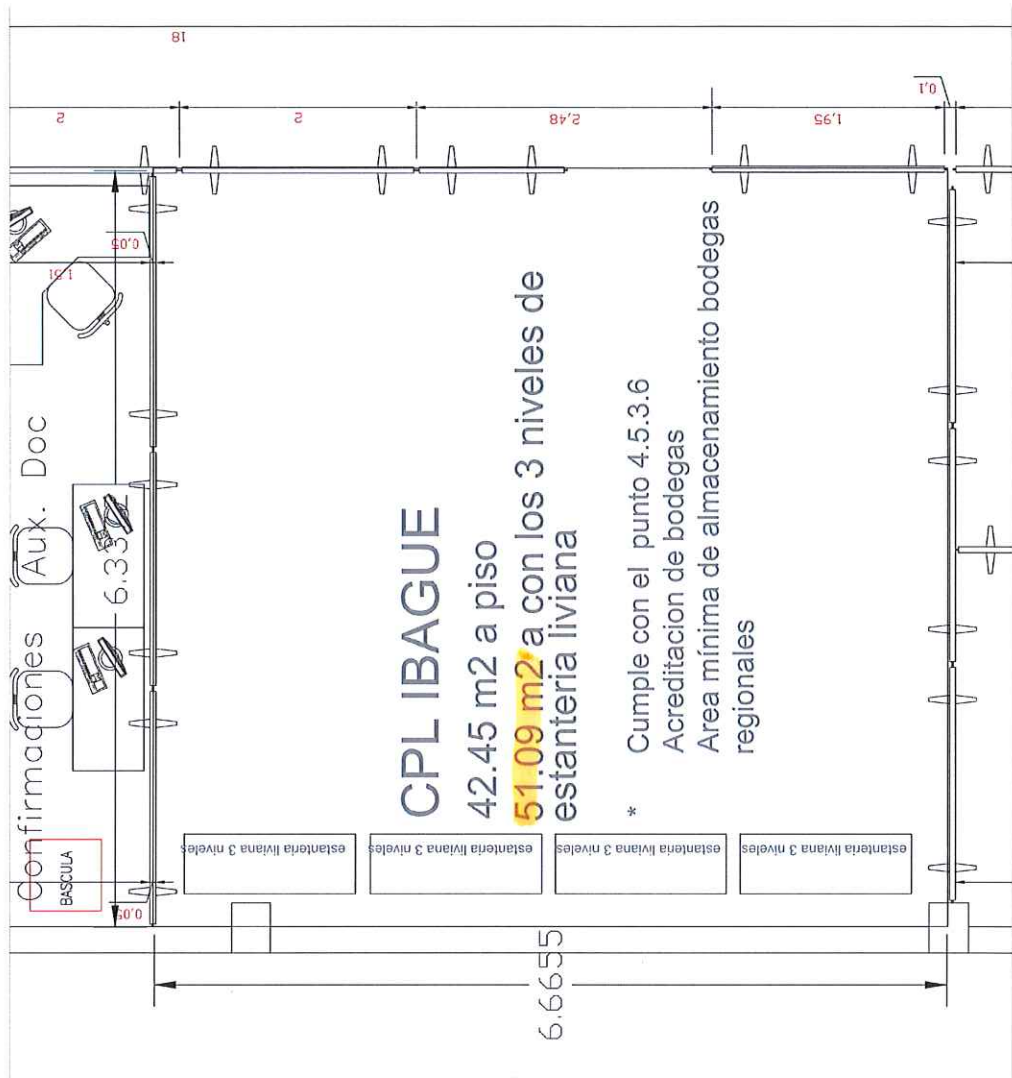 CPL IBAGUE
42.45 m2 a piso
51.09 m2 a con los 3 niveles de
estanteria liviana
* Cumple con el punto 4.5.3.6
Acreditacion de bodegas
Area mínima de almacenamiento bodegas
regionales
Confirmaciones Aux. Doc
BASCULA
estanteria liviana 3 niveles
estanteria liviana 3 niveles
estanteria liviana 3 niveles
estanteria liviana 3 niveles
6.6655
0,05
0,05
1.51
18
2
2
2,48
1,95
0,1